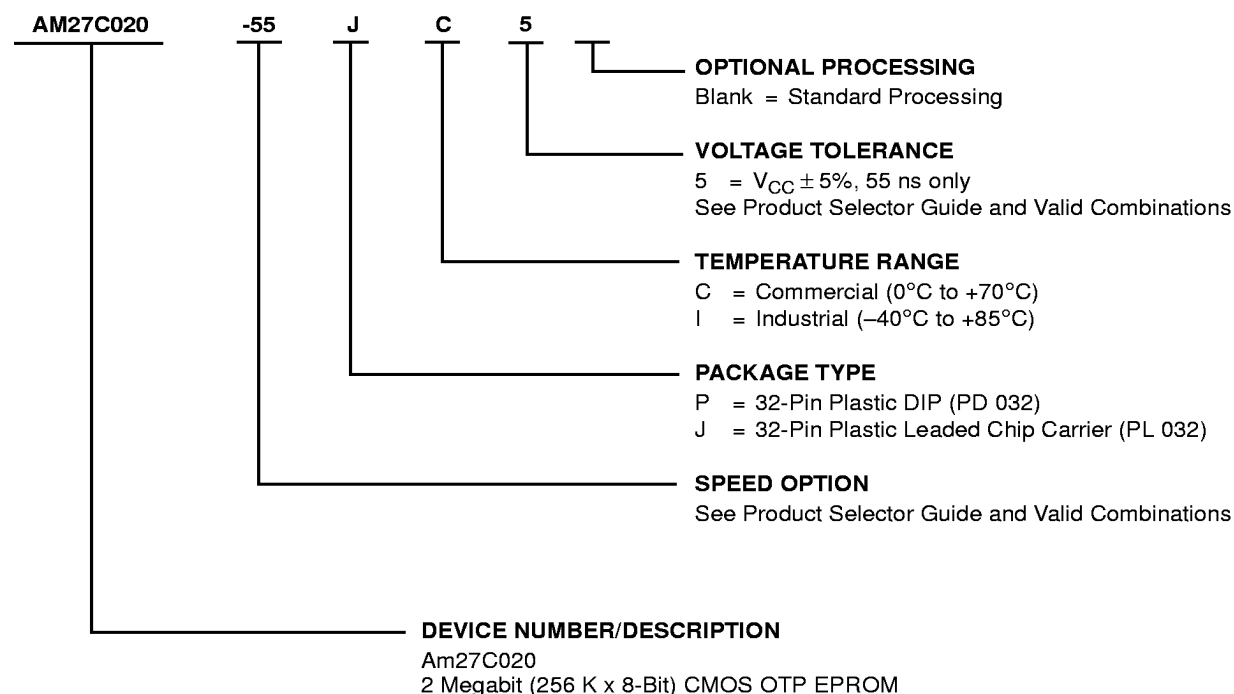 AM27C020 -55 J C 5
OPTIONAL PROCESSING
Blank = Standard Processing
VOLTAGE TOLERANCE
5 = VCC ± 5%, 55 ns only
See Product Selector Guide and Valid Combinations
TEMPERATURE RANGE
C = Commercial (0°C to +70°C)
I = Industrial (–40°C to +85°C)
PACKAGE TYPE
P = 32-Pin Plastic DIP (PD 032)
J = 32-Pin Plastic Leaded Chip Carrier (PL 032)
SPEED OPTION
See Product Selector Guide and Valid Combinations
DEVICE NUMBER/DESCRIPTION
Am27C020
2 Megabit (256 K x 8-Bit) CMOS OTP EPROM